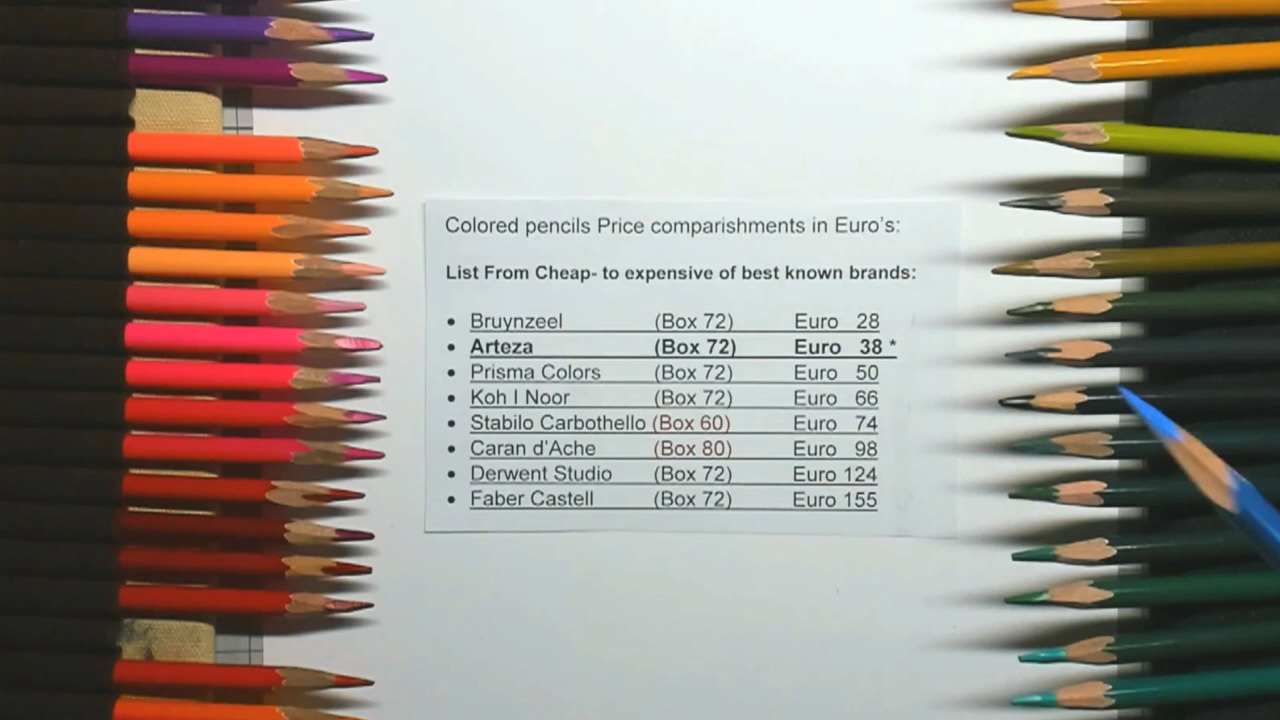 Colored pencils Price comparishments in Euro's:
List From Cheap- to expensive of best known brands:
• Bruynzeel (Box 72) Euro 28
• Arteza (Box 72) Euro 38 *
• Prisma Colors (Box 72) Euro 50
• Koh I Noor (Box 72) Euro 66
• Stabilo Carbothello (Box 60) Euro 74
• Caran d'Ache (Box 80) Euro 98
• Derwent Studio (Box 72) Euro 124
• Faber Castell (Box 72) Euro 155